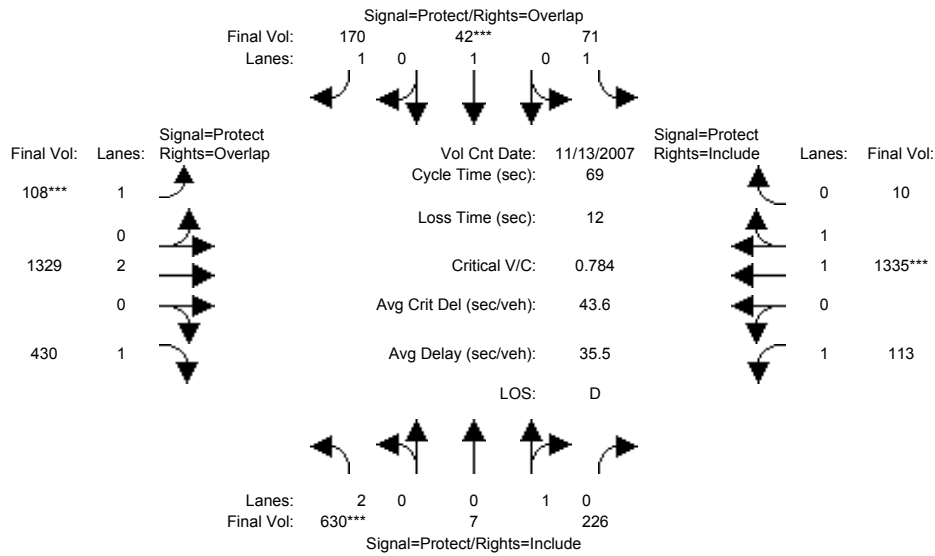 Signal=Protect/Rights=Overlap
Final Vol: 170 42*** 71
Lanes: 1 0 1 0 1
Signal=Protect Signal=Protect
Final Vol: Lanes: Rights=Overlap Vol Cnt Date: 11/13/2007 Rights=Include Lanes: Final Vol:
Cycle Time (sec): 69
108*** 1 0 10
Loss Time (sec): 12
0 1
1329 2 Critical V/C: 0.784 1 1335***
0 Avg Crit Del (sec/veh): 43.6 0
430 1 Avg Delay (sec/veh): 35.5 1 113
LOS: D
Lanes: 2 0 0 1 0
Final Vol: 630*** 7 226
Signal=Protect/Rights=Include